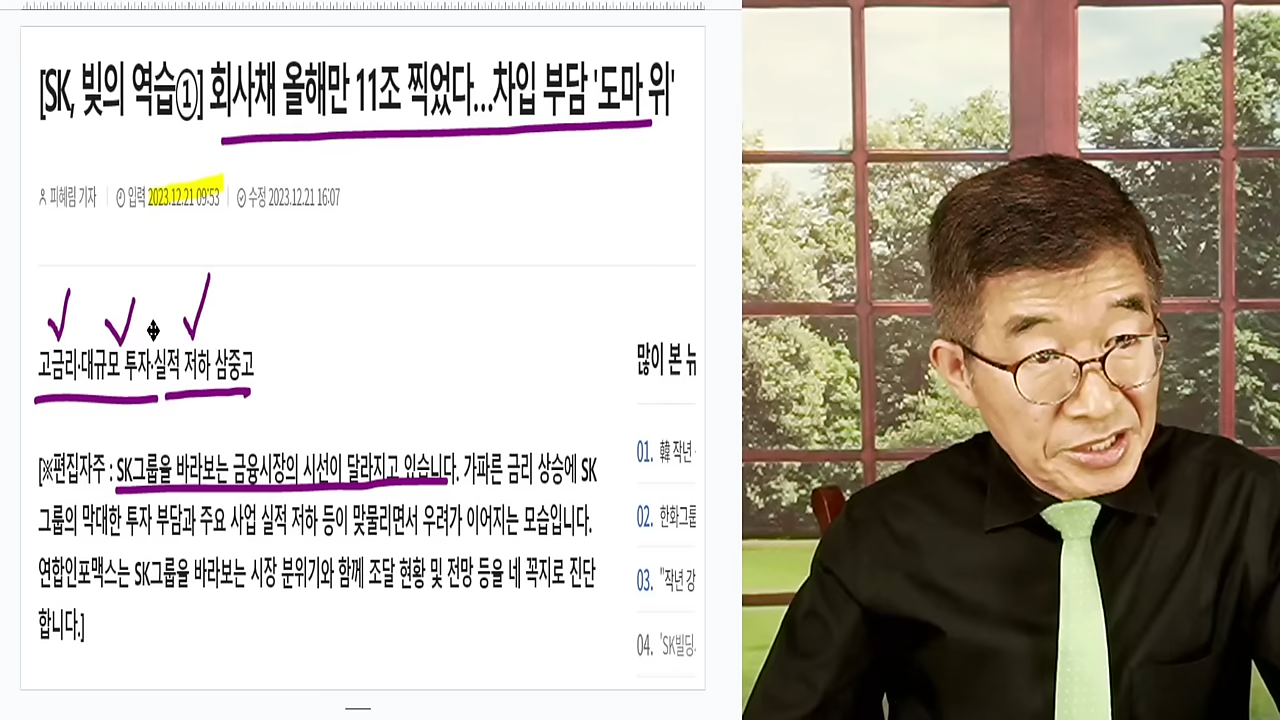 [SK, 빚의 역습①] 회사채 올해만 11조 찍었다…차입 부담 '도마 위'
피혜림 기자 입력 2023.12.21 09:53 수정 2023.12.21 16:07
고금리·대규모 투자·실적 저하 삼중고
[※편집자주 : SK그룹을 바라보는 금융시장의 시선이 달라지고 있습니다. 가파른 금리 상승에 SK
그룹의 막대한 투자 부담과 주요 사업 실적 저하 등이 맞물리면서 우려가 이어지는 모습입니다.
연합인포맥스는 SK그룹을 바라보는 시장 분위기와 함께 조달 현황 및 전망 등을 네 꼭지로 진단
합니다.]
많이 본 뉴
01. 韓 작년
02. 한화그룹
03. "작년 강
04. 'SK빌딩